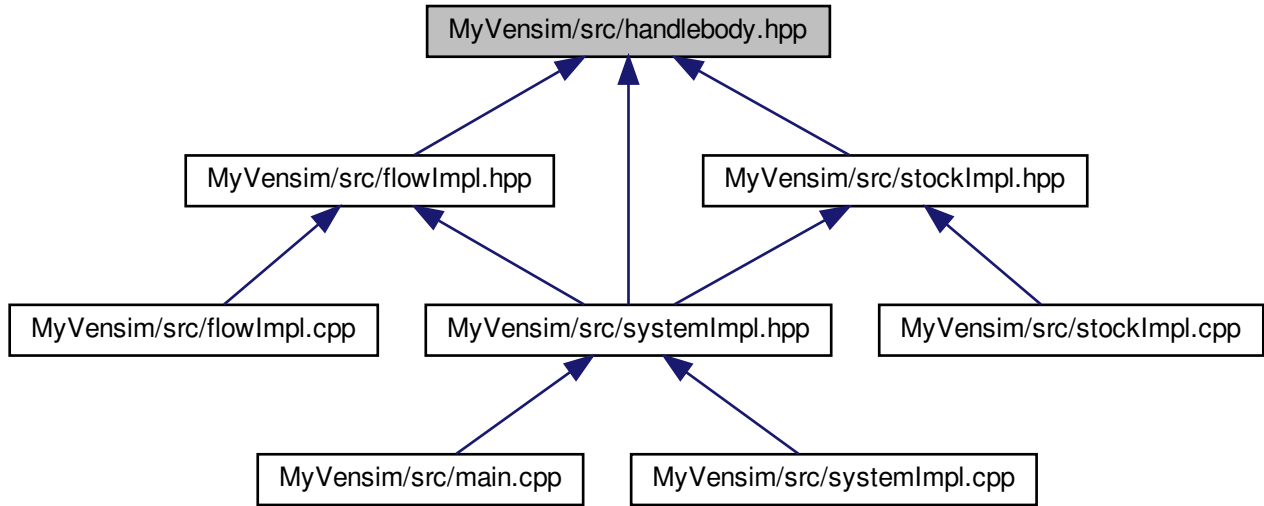 MyVensim/src/handlebody.hpp
MyVensim/src/flowImpl.hpp
MyVensim/src/stockImpl.hpp
MyVensim/src/flowImpl.cpp
MyVensim/src/systemImpl.hpp
MyVensim/src/stockImpl.cpp
MyVensim/src/main.cpp
MyVensim/src/systemImpl.cpp